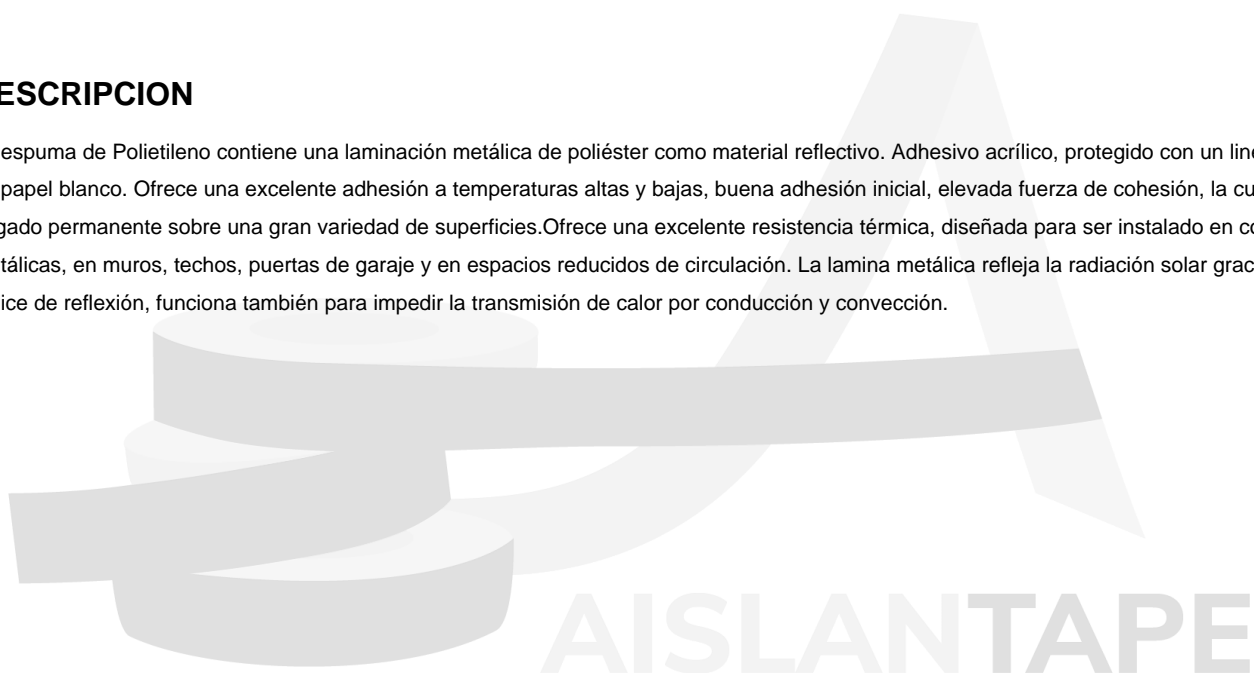 ESCRIPCION
espuma de Polietileno contiene una laminación metálica de poliéster como material reflectivo. Adhesivo acrílico, protegido con un line
papel blanco. Ofrece una excelente adhesión a temperaturas altas y bajas, buena adhesión inicial, elevada fuerza de cohesión, la cu
gado permanente sobre una gran variedad de superficies.Ofrece una excelente resistencia térmica, diseñada para ser instalado en co
tálicas, en muros, techos, puertas de garaje y en espacios reducidos de circulación. La lamina metálica refleja la radiación solar grac
ice de reflexión, funciona también para impedir la transmisión de calor por conducción y convección.
AISLANTAPE